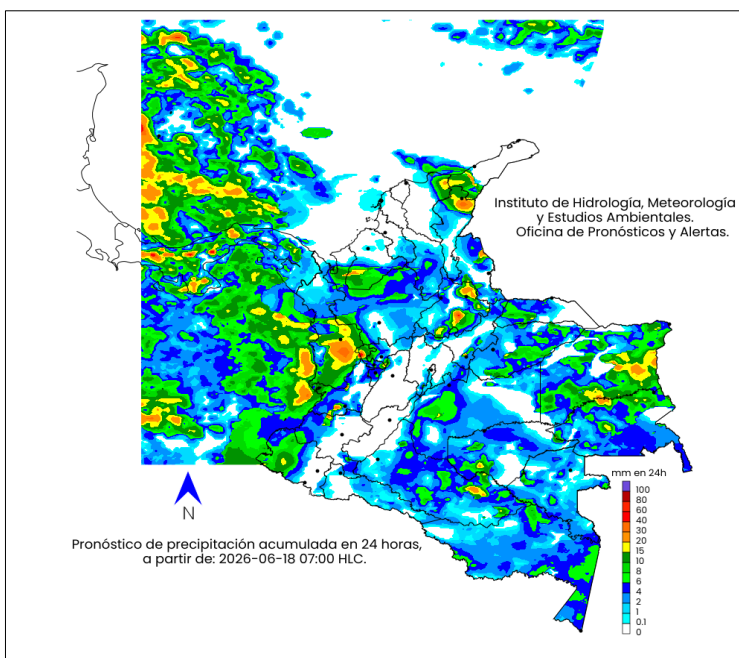 Instituto de Hidrología, Meteorología
y Estudios Ambientales.
Oficina de Pronósticos y Alertas.
mm en 24h
100
80
60
40
30
20
15
10
8
6
4
2
1
0.1
0
N
Pronóstico de precipitación acumulada en 24 horas,
a partir de: 2026-06-18 07:00 HLC.